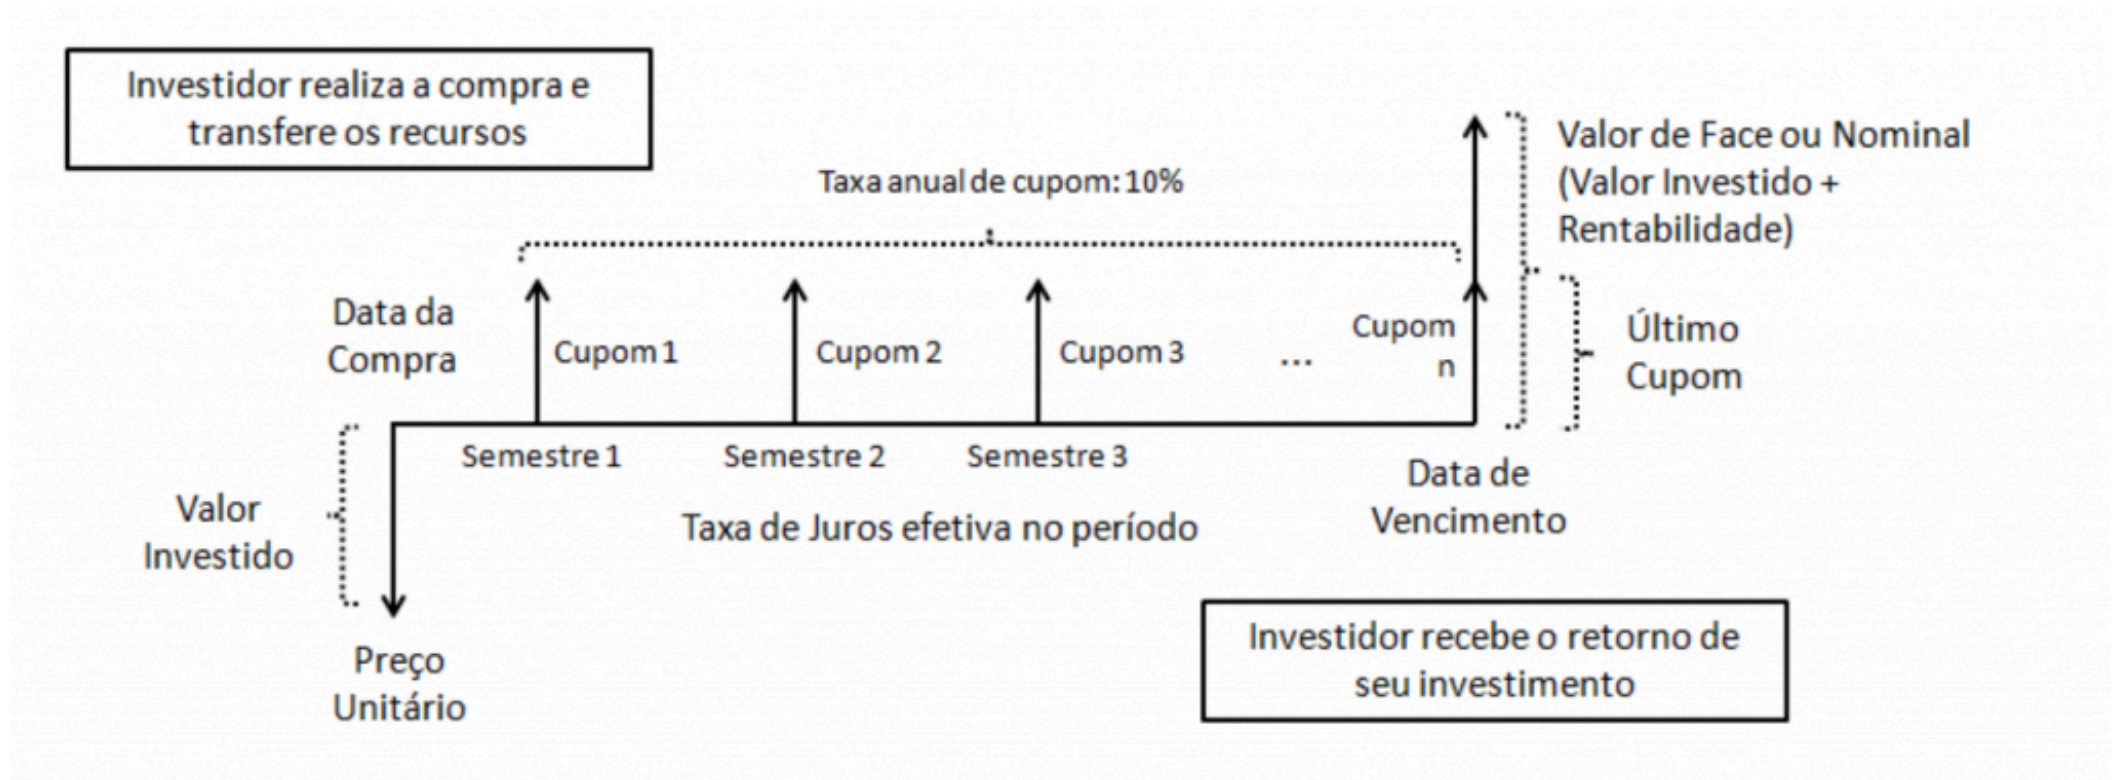 Investidor realiza a compra e
transfere os recursos
Taxa anual de cupom: 10%
Valor de Face ou Nominal
(Valor Investido +
Rentabilidade)
Data da
Compra
Cupom 1
Cupom 2
Cupom 3
...
Cupom
n
Último
Cupom
Semestre 1
Semestre 2
Semestre 3
Data de
Vencimento
Valor
Investido
Taxa de Juros efetiva no período
Preço
Unitário
Investidor recebe o retorno de
seu investimento